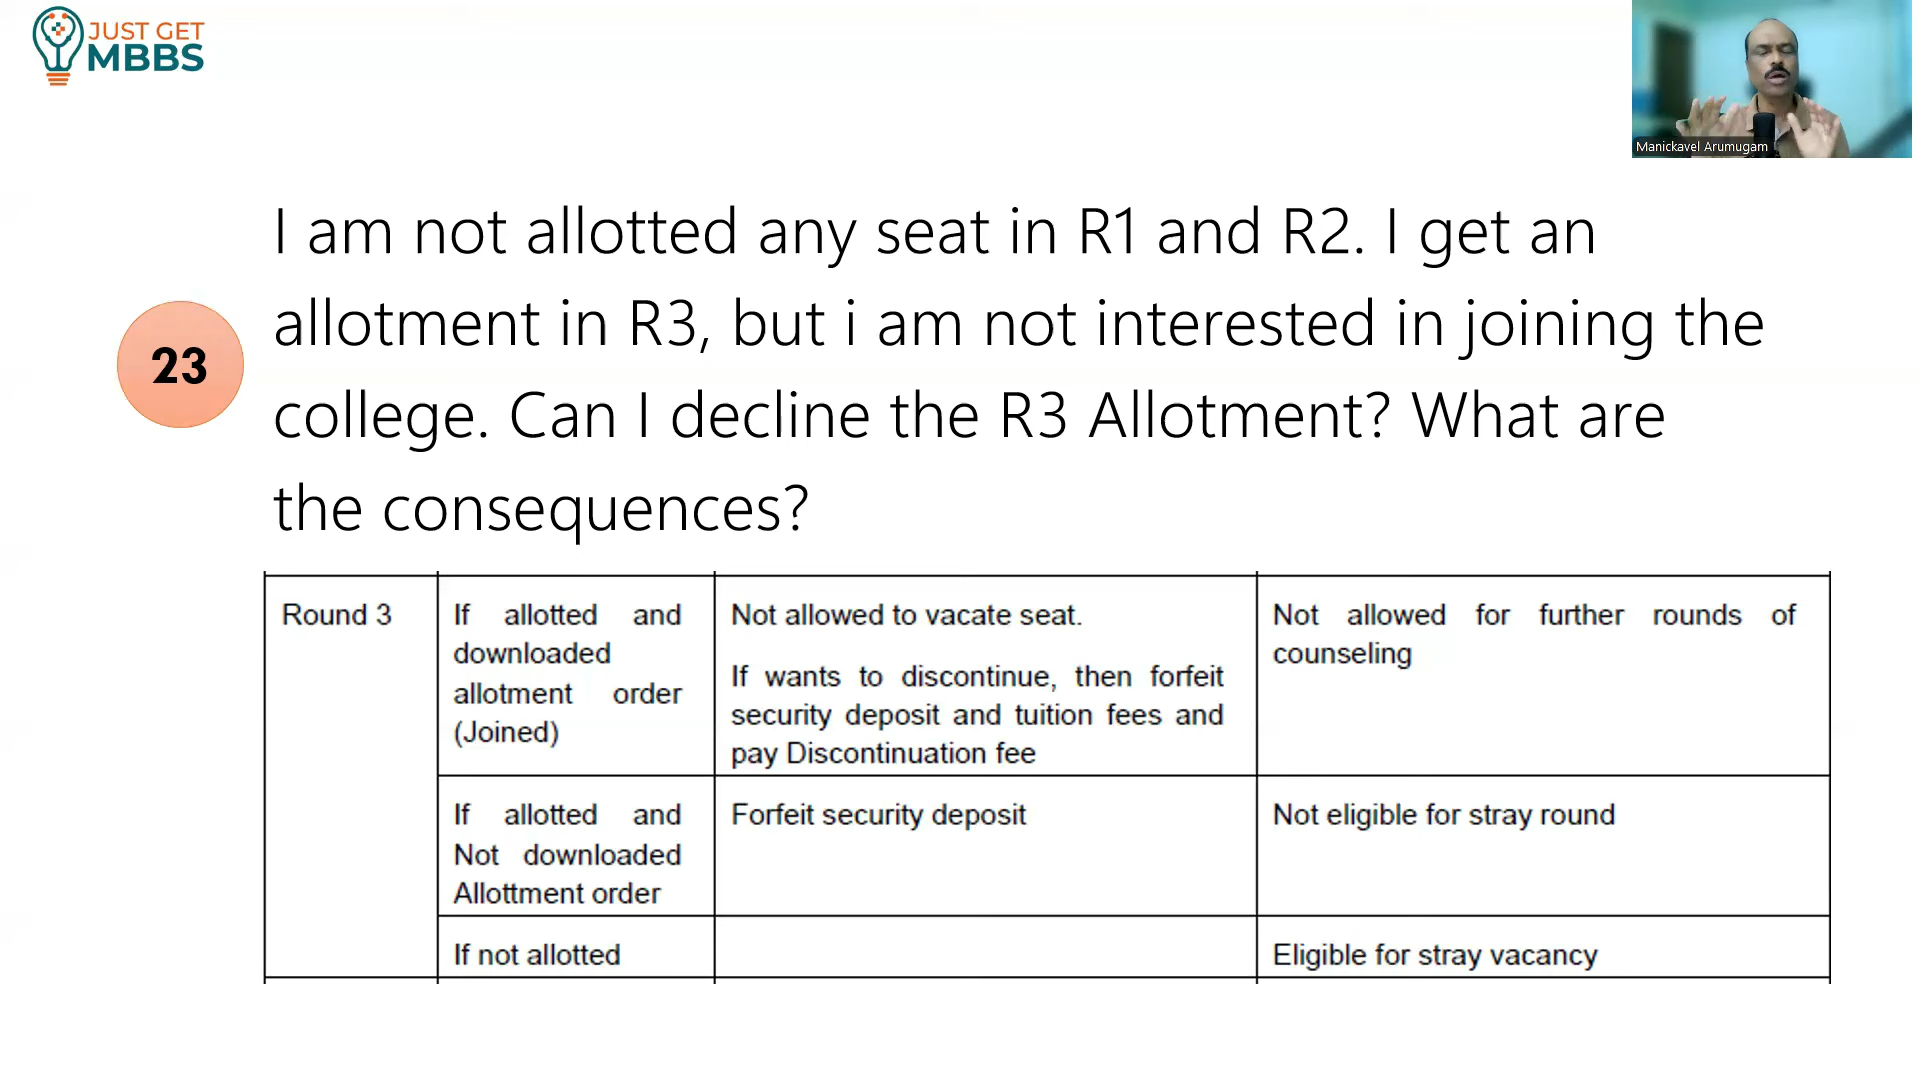 JUST GET
MBBS
Manickavel Arumugam
I am not allotted any seat in R1 and R2. I get an
allotment in R3, but i am not interested in joining the
college. Can I decline the R3 Allotment? What are
the consequences?
23
Round 3
If allotted and
downloaded
allotment order
(Joined)
Not allowed to vacate seat.
If wants to discontinue, then forfeit
security deposit and tuition fees and
pay Discontinuation fee
Not allowed for further rounds of
counseling
If allotted and
Not downloaded
Allottment order
Forfeit security deposit
Not eligible for stray round
If not allotted
Eligible for stray vacancy